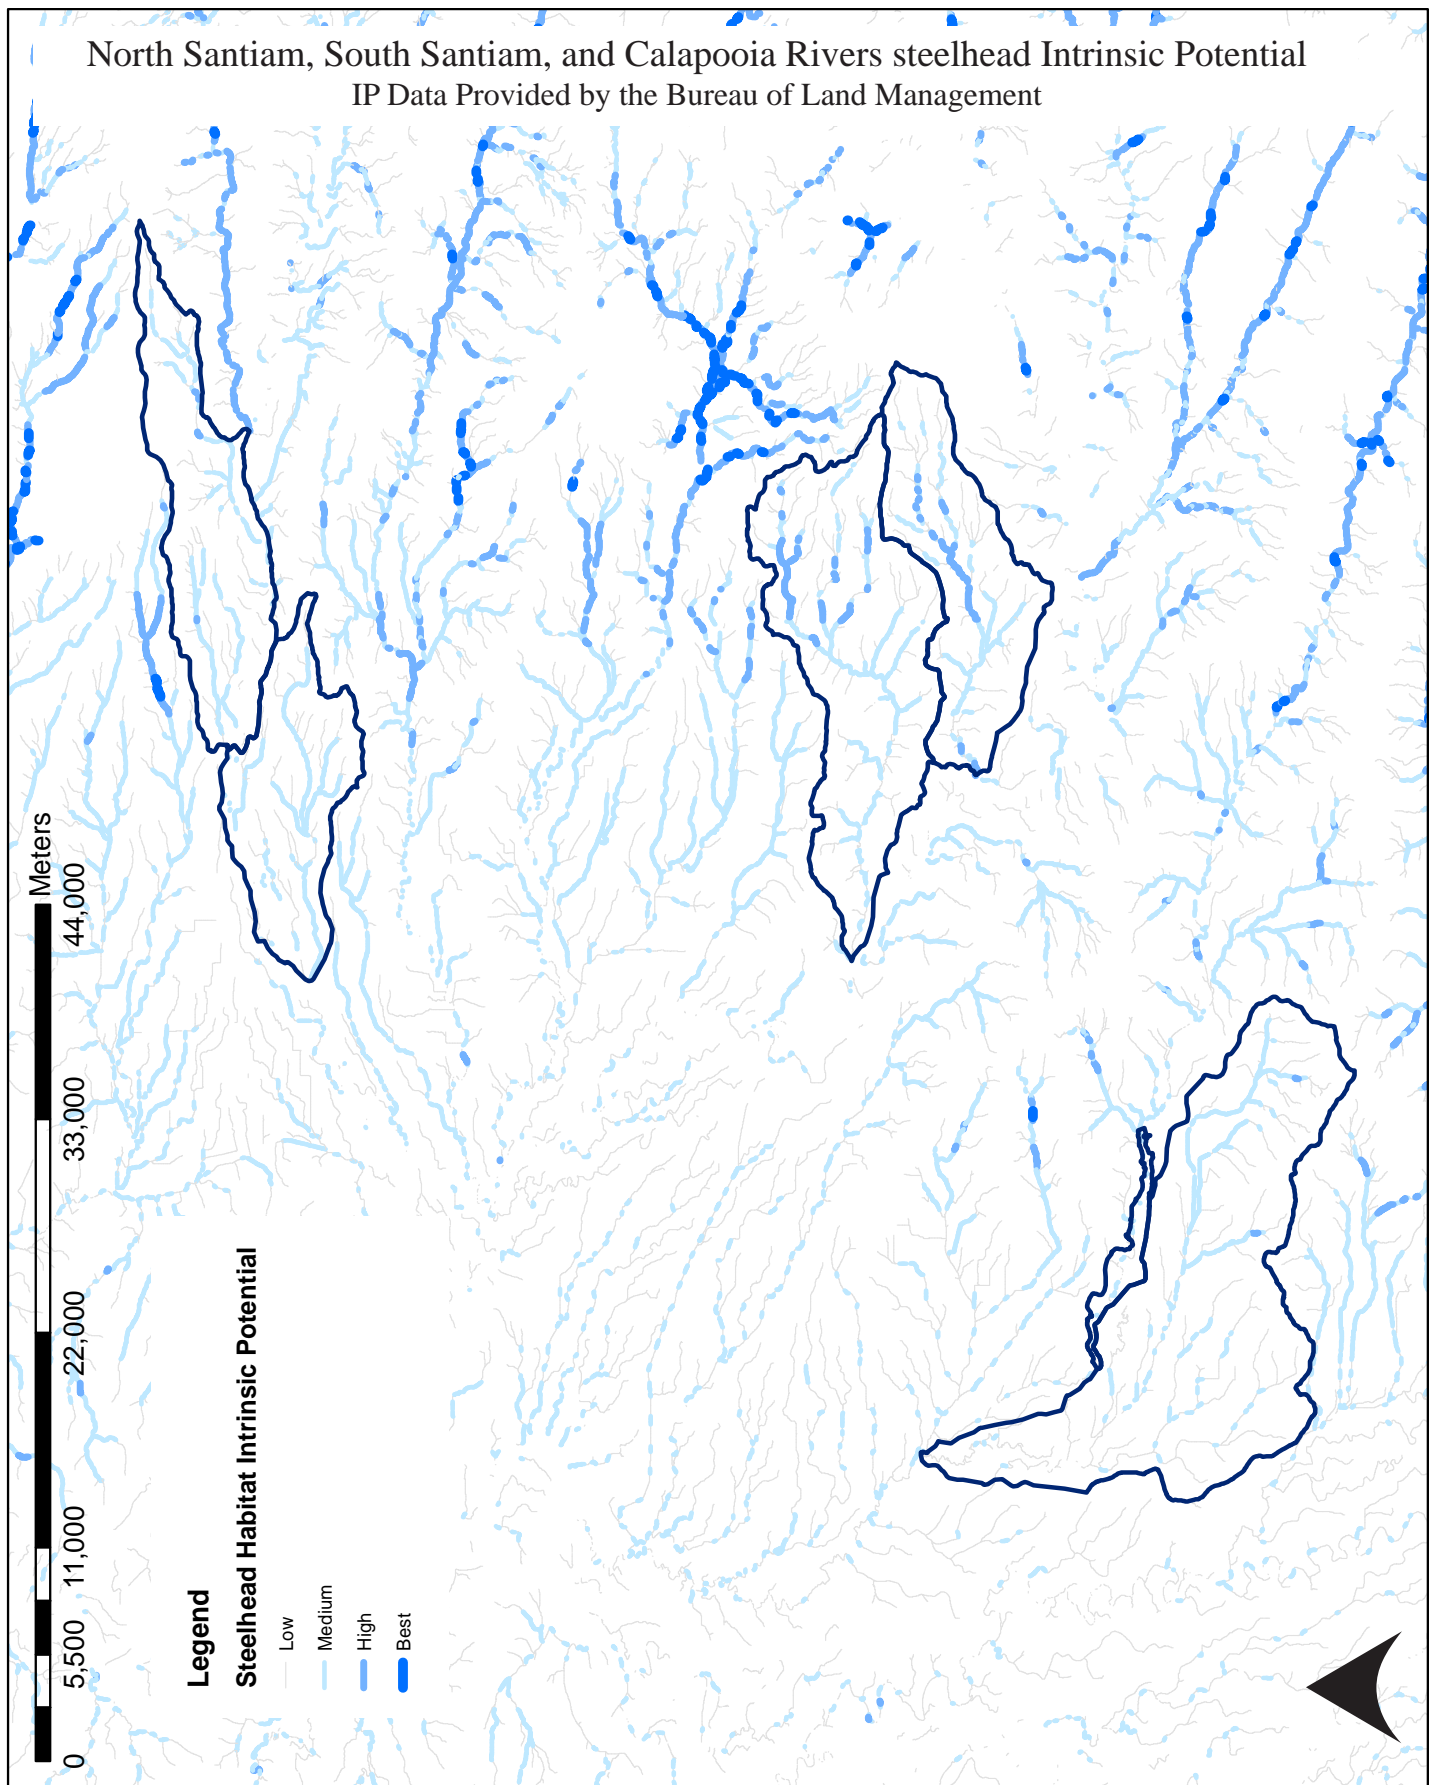 North Santiam, South Santiam, and Calapooia Rivers steelhead Intrinsic Potential
IP Data Provided by the Bureau of Land Management
0 5,500 11,000 22,000 33,000 44,000
Meters
Legend
Steelhead Habitat Intrinsic Potential
Low
Medium
High
Best